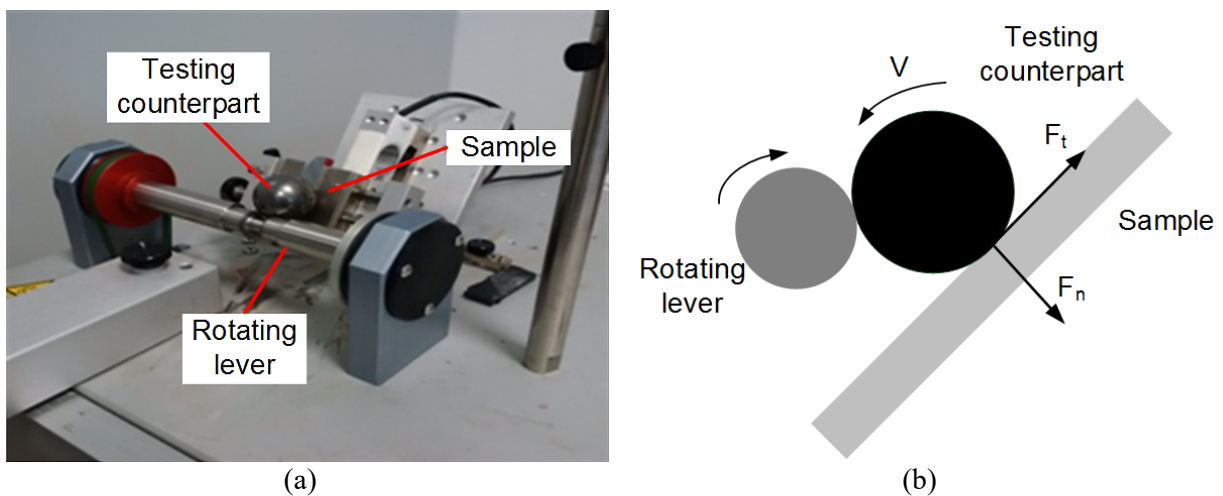 Testing
counterpart
Sample
Rotating
lever
(a)
V
Testing
counterpart
Fₜ
Sample
Rotating
lever
Fₙ
(b)